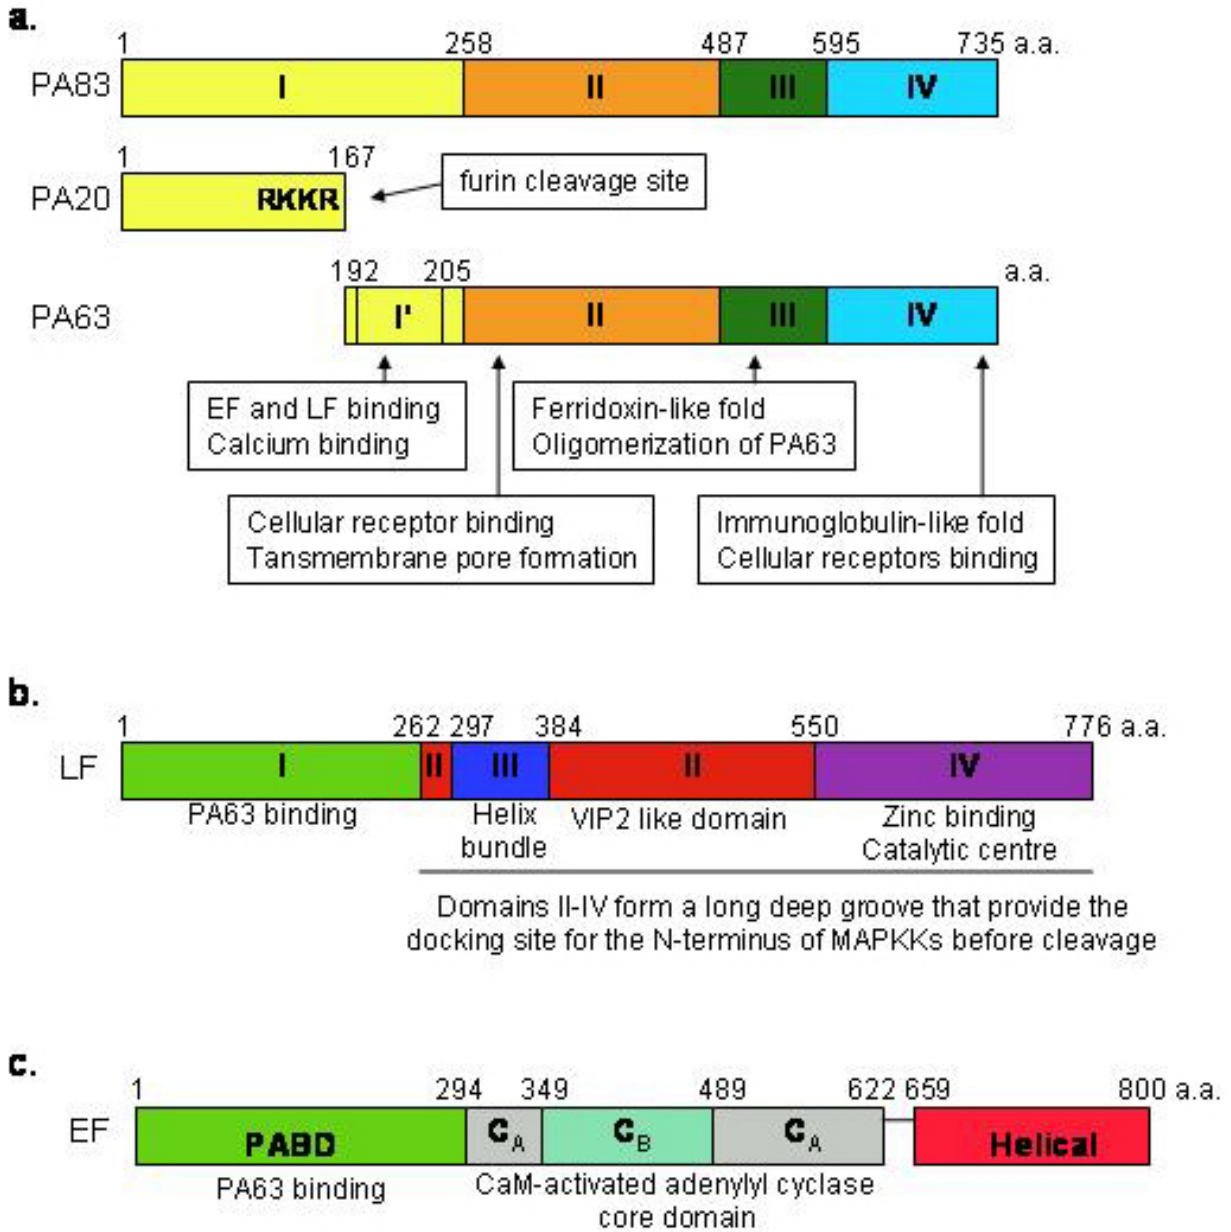 a.
1 258 487 595 735 a.a.
PA83 I II III IV
1 167
PA20 RKKR
furin cleavage site
192 205 a.a.
PA63 I' II III IV
EF and LF binding
Calcium binding
Ferridoxin-like fold
Oligomerization of PA63
Cellular receptor binding
Tansmembrane pore formation
Immunoglobulin-like fold
Cellular receptors binding
b.
1 262 297 384 550 776 a.a.
LF I II III II IV
PA63 binding
Helix
bundle
VIP2 like domain
Zinc binding
Catalytic centre
Domains II-IV form a long deep groove that provide the
docking site for the N-terminus of MAPKKs before cleavage
c.
1 294 349 489 622 659 800 a.a.
EF PABD CA CB CA Helical
PA63 binding
CaM-activated adenylyl cyclase
core domain